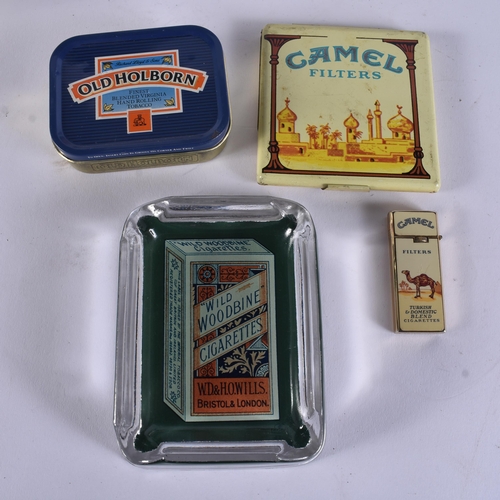 OLD HOLBORN
FINEST
BLENDED VIRGINIA
HAND ROLLING
TOBACCO
CAMEL
FILTERS
CAMEL
FILTERS
TURKISH
& DOMESTIC
BLEND
CIGARETTES
"WILD WOODBINE"
Cigarettes.
WILD
WOODBINE
CIGARETTES
W.D.& H.O.WILLS.
BRISTOL & LONDON.